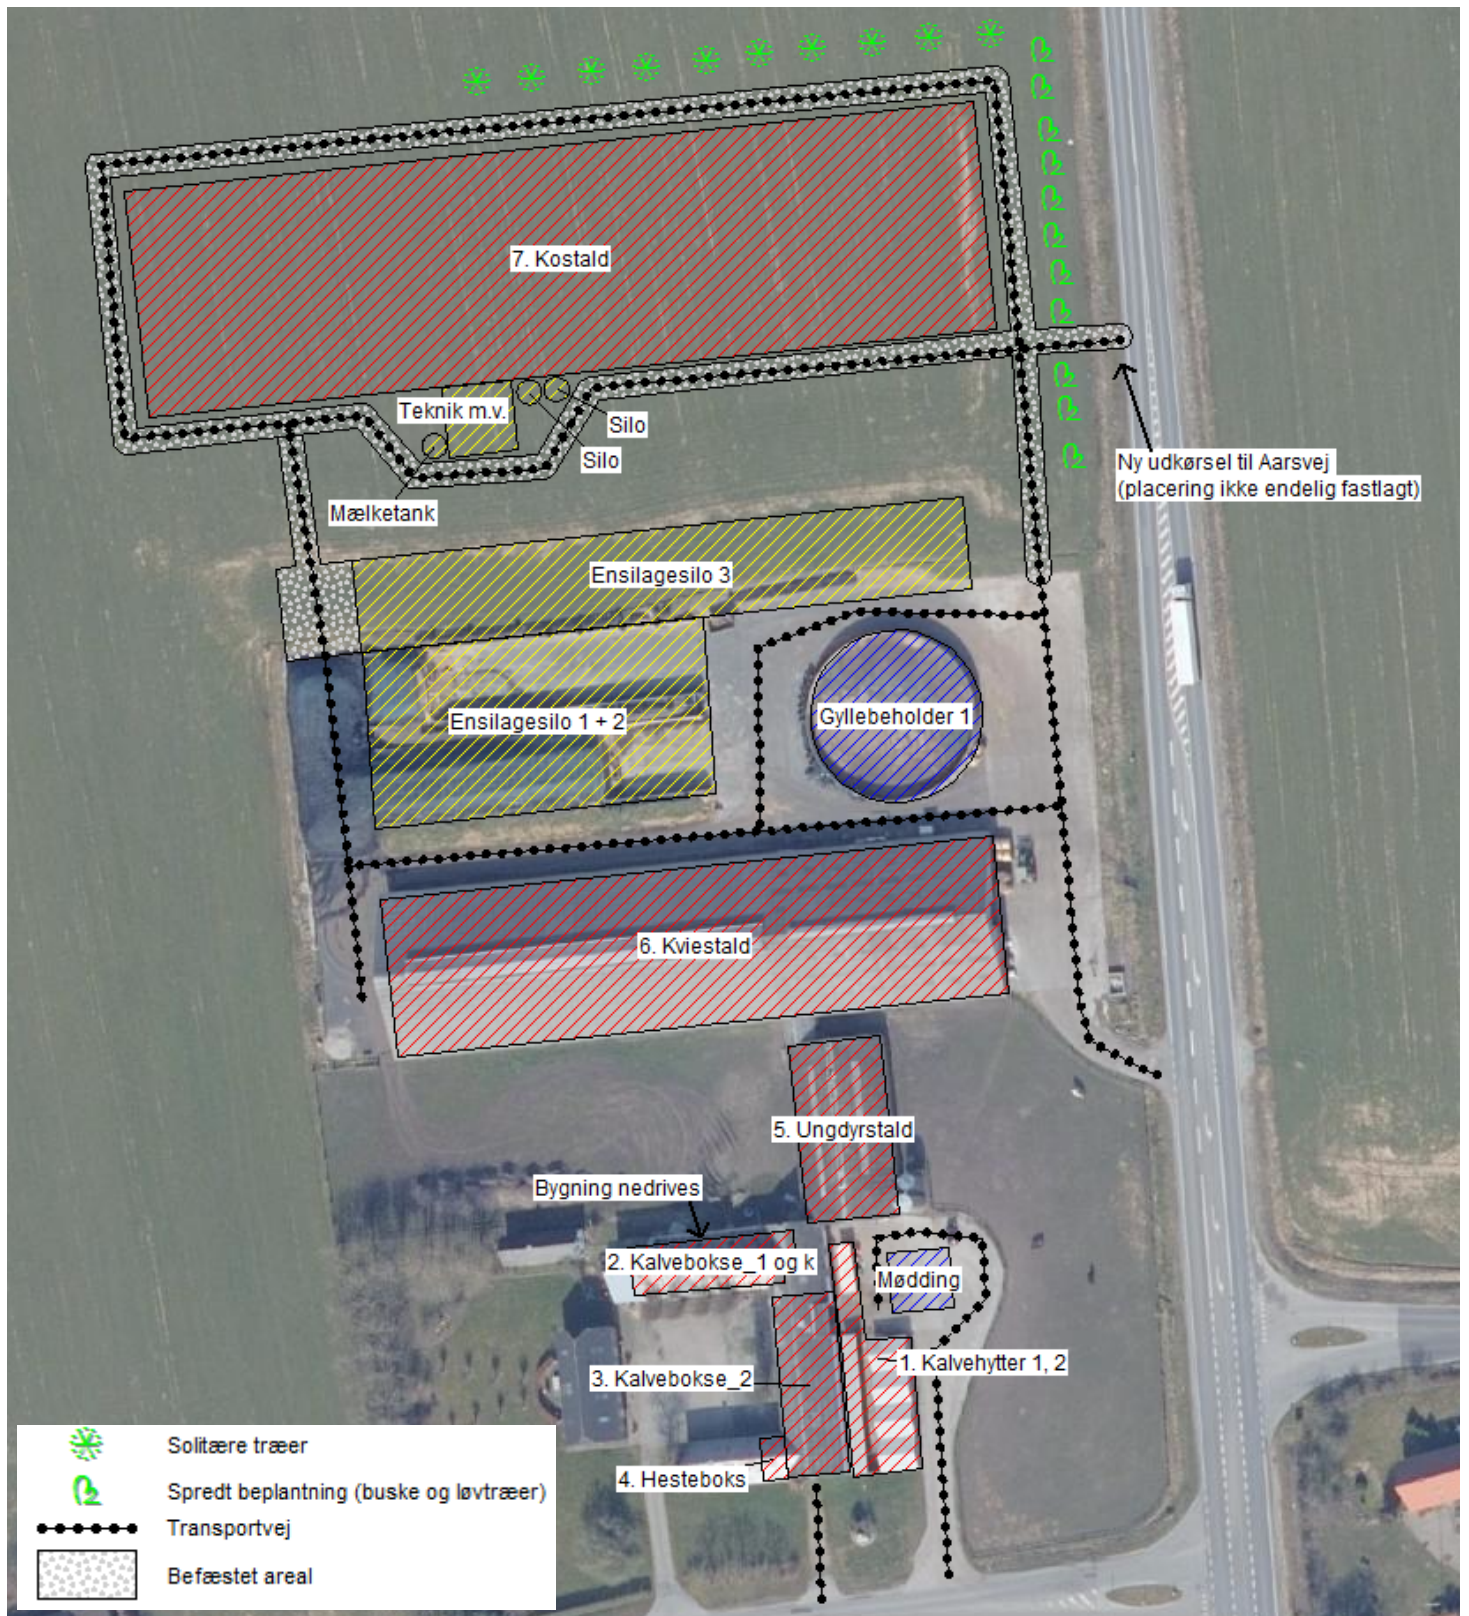 7. Kostald
Teknik m.v.
Silo
Silo
Mælketank
Ny udkørsel til Aarsvej
(placering ikke endelig fastlagt)
Ensilagesilo 3
Ensilagesilo 1 + 2
Gyllebeholder 1
6. Kviestald
5. Ungdyrstald
Bygning nedrives
2. Kalvebokse_1 og k
Mødding
1. Kalvehytter 1, 2
3. Kalvebokse_2
4. Hesteboks
Solitære træer
Spredt beplantning (buske og løvtræer)
Transportvej
Befæstet areal